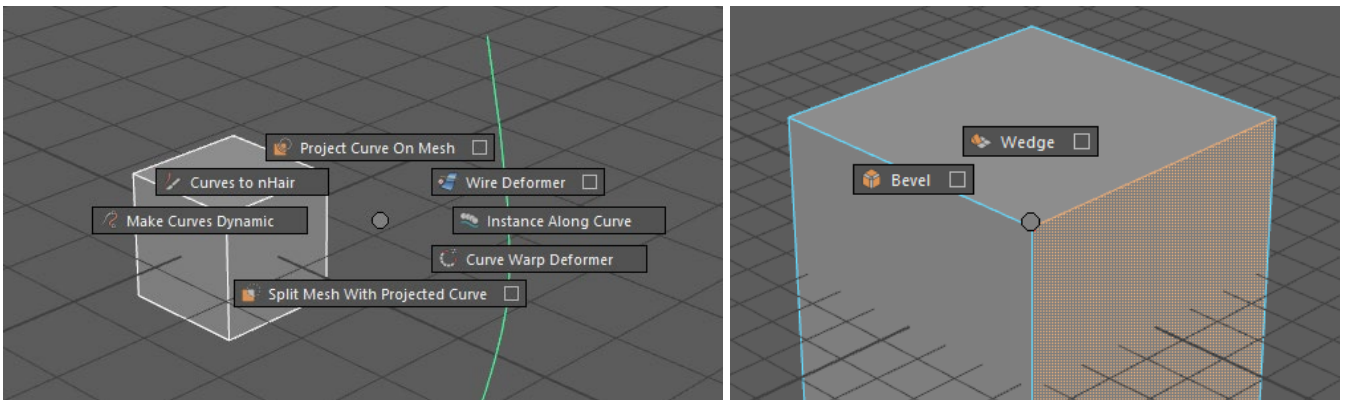 Project Curve On Mesh
Curves to nHair
Wire Deformer
Make Curves Dynamic
Instance Along Curve
Curve Warp Deformer
Split Mesh With Projected Curve
Wedge
Bevel